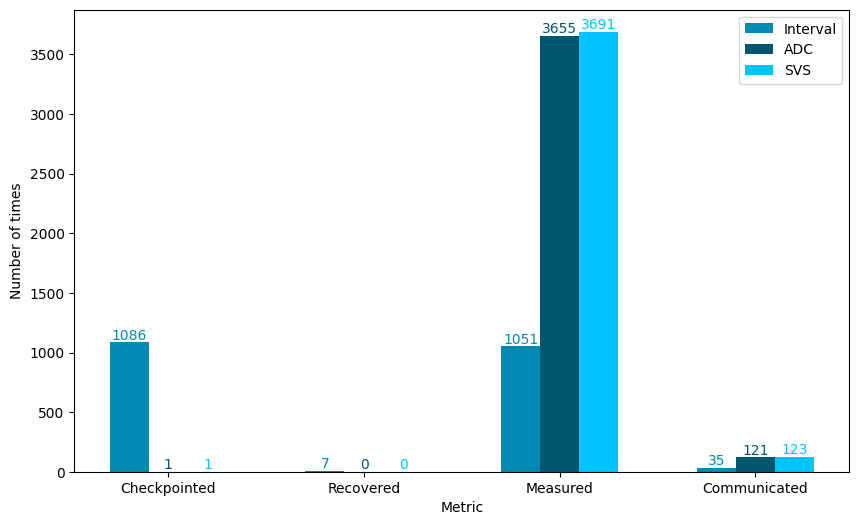 Interval
ADC
SVS
Number of times
3500
3000
2500
2000
1500
1000
500
0
1086
1
1
7
0
0
1051
3655
3691
35
121
123
Checkpointed
Recovered
Measured
Communicated
Metric